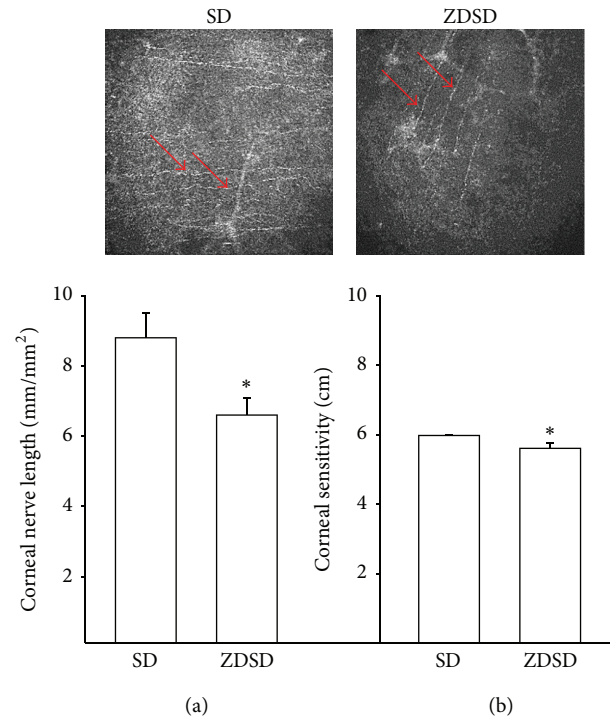 SD
ZDSD
Corneal nerve length (mm/mm²)
10
8
6
4
2
*
SD
ZDSD
(a)
Corneal sensitivity (cm)
10
8
6
4
2
*
SD
ZDSD
(b)